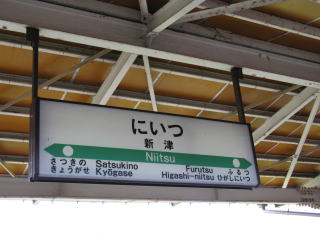 にいつ
新津
Niitsu
さつきの Satsukino
きょうがせ Kyōgase
Furutsu ふるつ
Higashi-niitsu ひがしにいつ